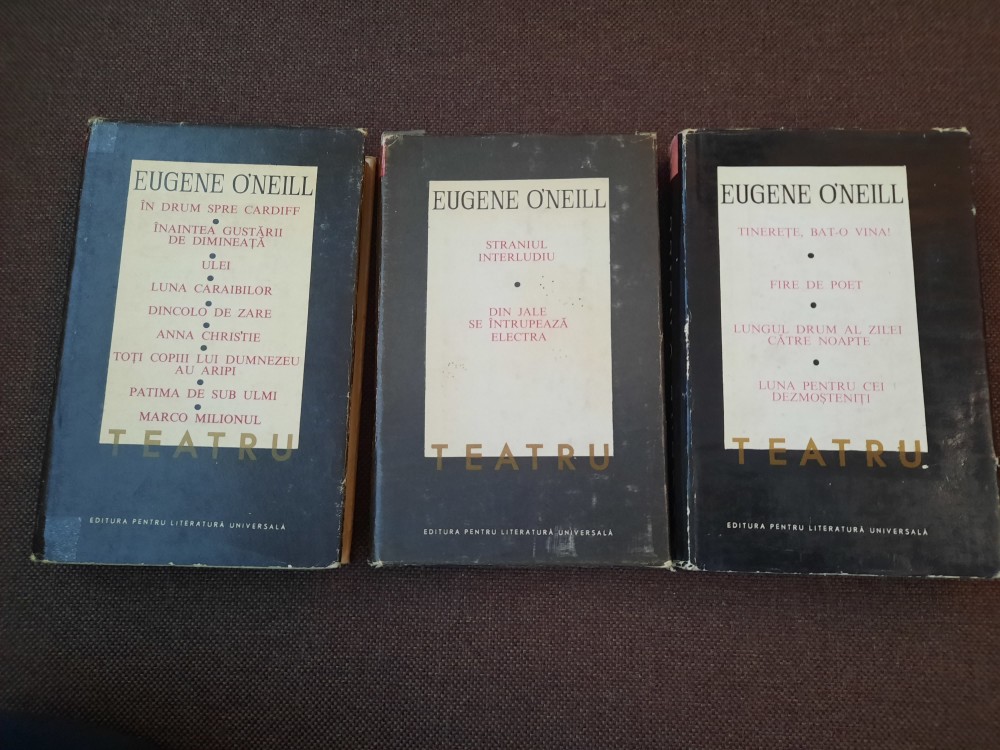 EUGENE O'NEILL
ÎN DRUM SPRE CARDIFF
ÎNAINTEA GUSTĂRII
DE DIMINEAȚĂ
ULEI
LUNA CARAIBILOR
DINCOLO DE ZARE
ANNA CHRISTIE
TOȚI COPIII LUI DUMNEZEU
AU ARIPI
PATIMA DE SUB ULMI
MARCO MILIONUL
TEATRU
EDITURA PENTRU LITERATURĂ UNIVERSALĂ
EUGENE O'NEILL
STRANIUL
INTERLUDIU
DIN JALE
SE ÎNTRUPEAZĂ
ELECTRA
TEATRU
EDITURA PENTRU LITERATURĂ UNIVERSALĂ
EUGENE O'NEILL
TINEREȚE, BAT-O VINA!
FIRE DE POET
LUNGUL DRUM AL ZILEI
CĂTRE NOAPTE
LUNA PENTRU CEI
DEZMOȘTENIȚI
TEATRU
EDITURA PENTRU LITERATURĂ UNIVERSALĂ